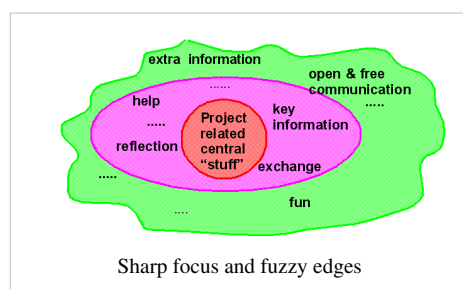 extra information
......
open & free
communication
.....
help
.....
key
information
Project
related
central
“stuff”
reflection
exchange
.....
....
fun
Sharp focus and fuzzy edges